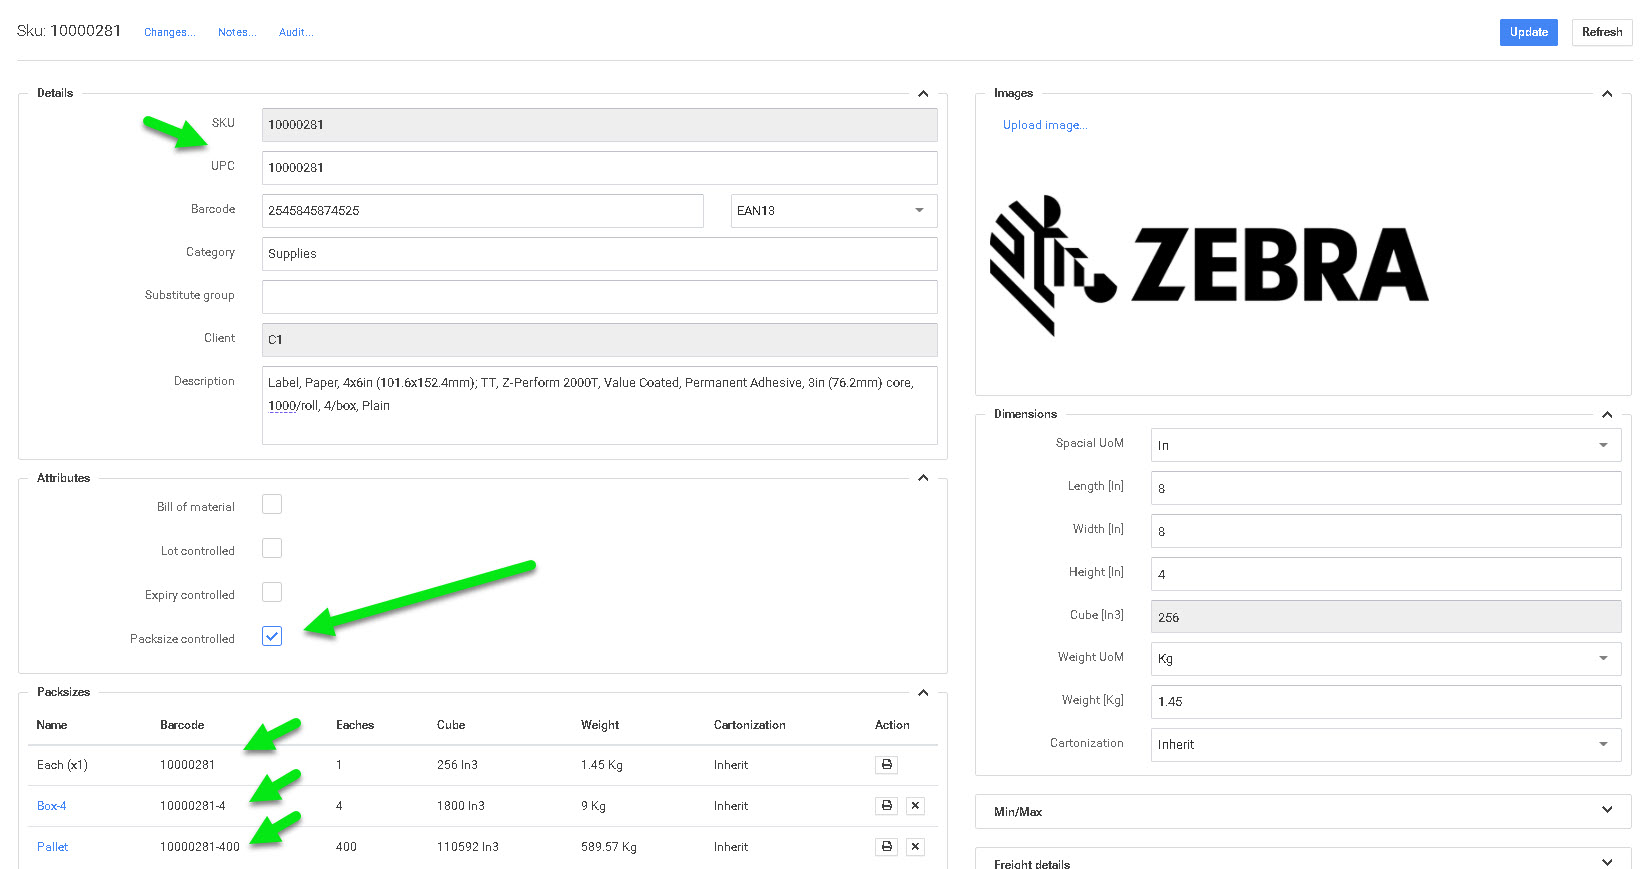 Sku: 10000281 Changes... Notes... Audit... Update Refresh
Details
SKU 10000281
UPC 10000281
Barcode 2545845874525 EAN13
Category Supplies
Substitute group
Client C1
Description Label, Paper, 4x6in (101.6x152.4mm); TT, Z-Perform 2000T, Value Coated, Permanent Adhesive, 3in (76.2mm) core,
1000/roll, 4/box, Plain
Attributes
Bill of material
Lot controlled
Expiry controlled
Packsize controlled
Packsizes
Name Barcode Eaches Cube Weight Cartonization Action
Each (x1) 10000281 1 256 In3 1.45 Kg Inherit
Box-4 10000281-4 4 1800 In3 9 Kg Inherit
Pallet 10000281-400 400 110592 In3 589.57 Kg Inherit
Images
Upload image...
ZEBRA
Dimensions
Spacial UoM In
Length [In] 8
Width [In] 8
Height [In] 4
Cube [In3] 256
Weight UoM Kg
Weight [Kg] 1.45
Cartonization Inherit
Min/Max
Freight details